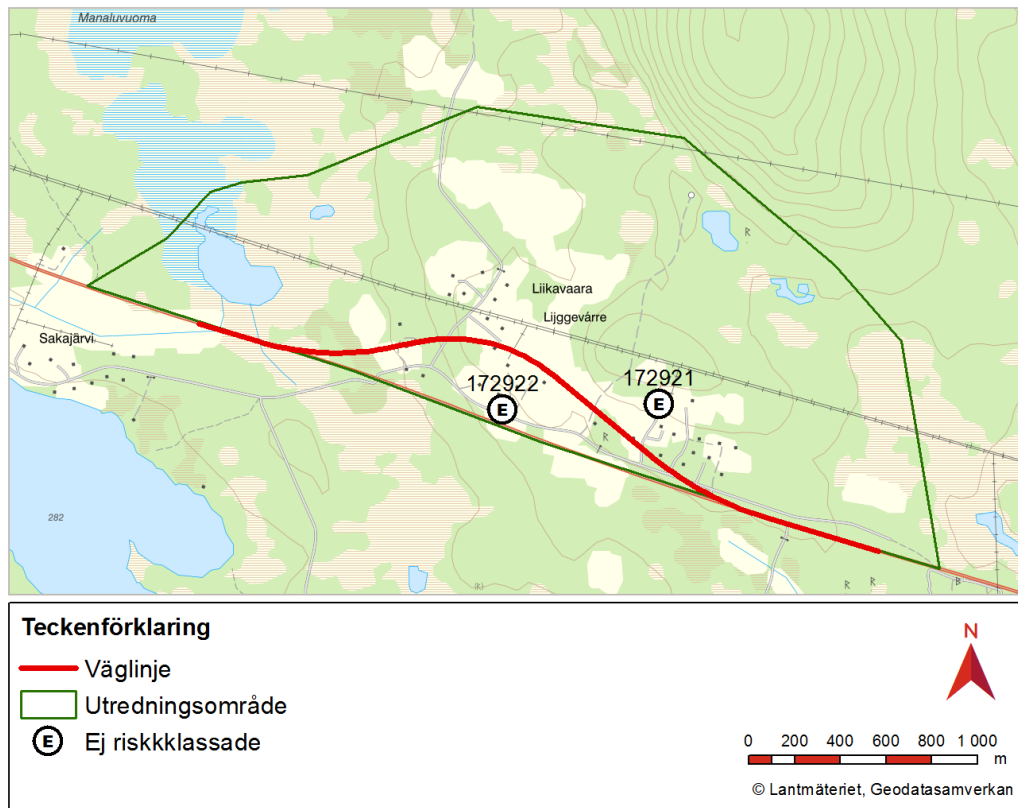 Manaluvuoma
Liikavaara
Lijggevárre
Sakajärvi
172922
172921
E
E
R
R
282
(k)
R
R
B
Teckenförklaring
Väglinje
Utredningsområde
E
Ej riskkklassade
N
0 200 400 600 800 1 000
m
© Lantmäteriet, Geodatasamverkan